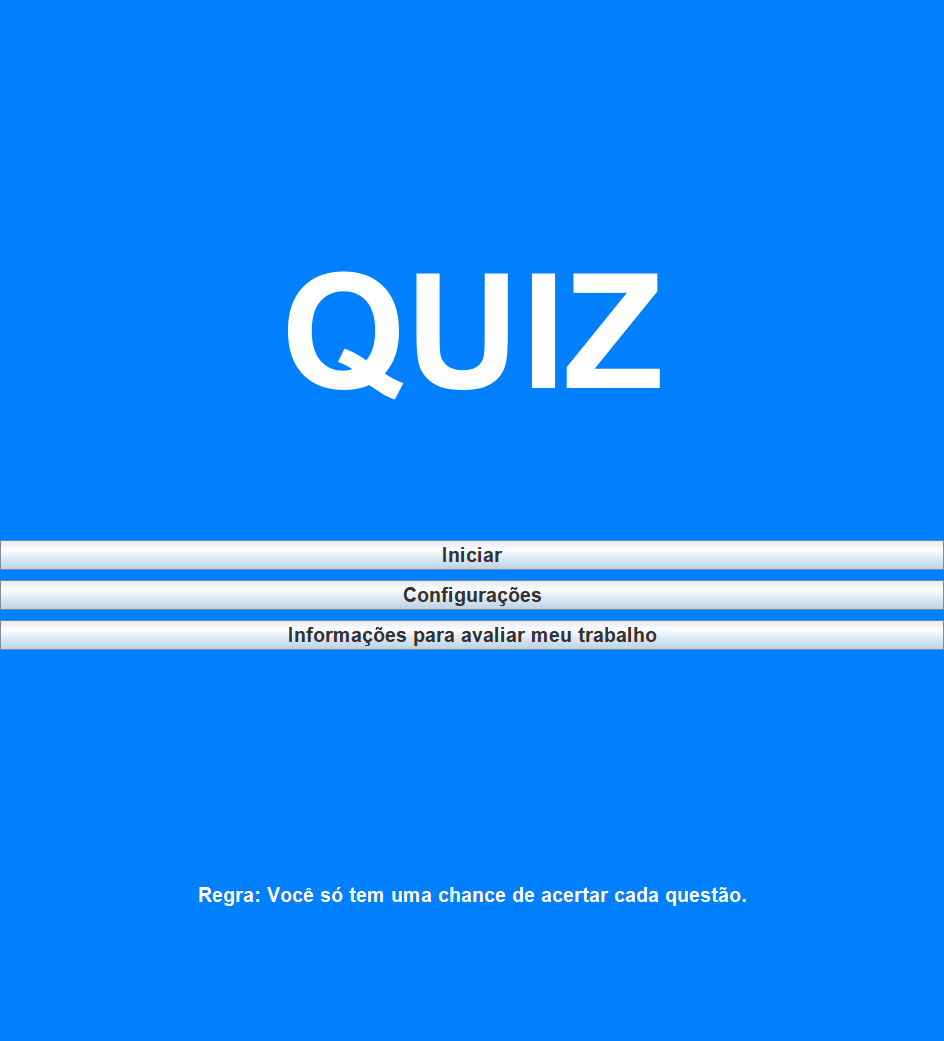 QUIZ
Iniciar
Configurações
Informações para avaliar meu trabalho
Regra: Você só tem uma chance de acertar cada questão.